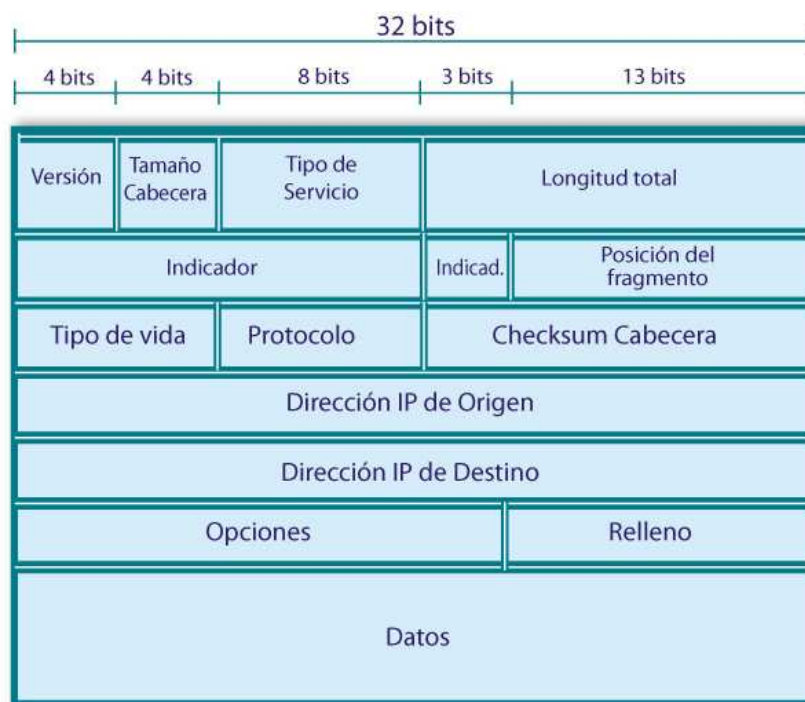 32 bits
4 bits 4 bits 8 bits 3 bits 13 bits
Versión
Tamaño
Cabecera
Tipo de
Servicio
Longitud total
Indicador
Indicad.
Posición del
fragmento
Tipo de vida
Protocolo
Checksum Cabecera
Dirección IP de Origen
Dirección IP de Destino
Opciones
Relleno
Datos